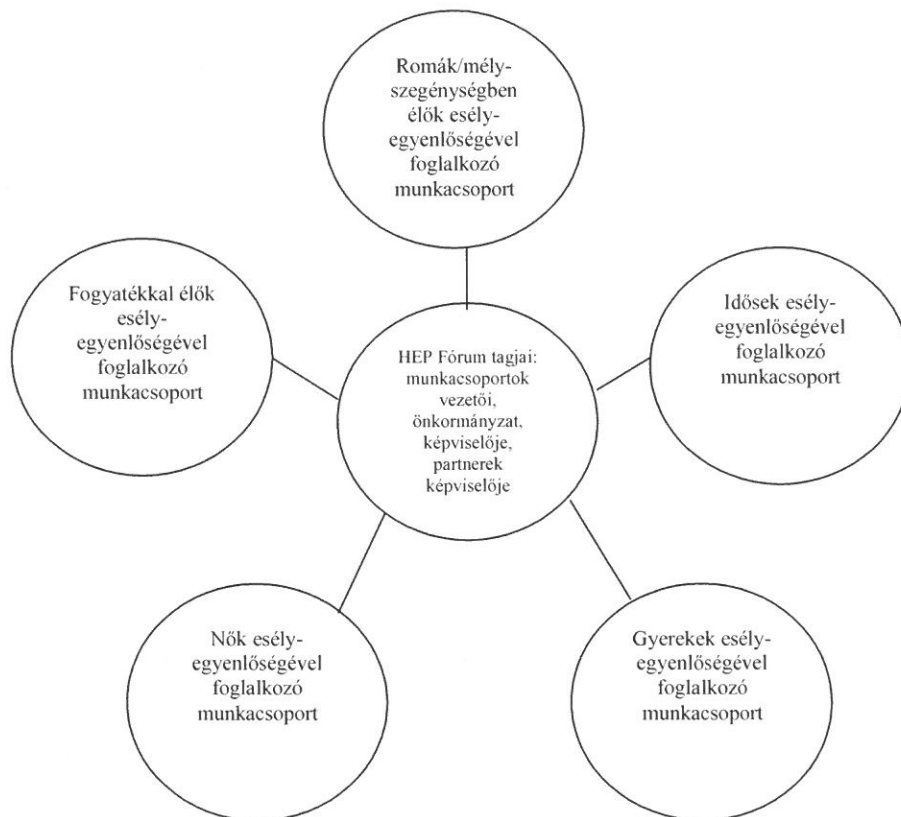 Romák/mély-
szegénységben
élők esély-
egyenlőségével
foglalkozó
munkacsoport
Fogyatékkal élők
esély-
egyenlőségével
foglalkozó
munkacsoport
Idősek esély-
egyenlőségével
foglalkozó
munkacsoport
HEP Fórum tagjai:
munkacsoportok
vezetői,
önkormányzat,
képviselője,
partnerek
képviselője
Nők esély-
egyenlőségével
foglalkozó
munkacsoport
Gyerekek esély-
egyenlőségével
foglalkozó
munkacsoport